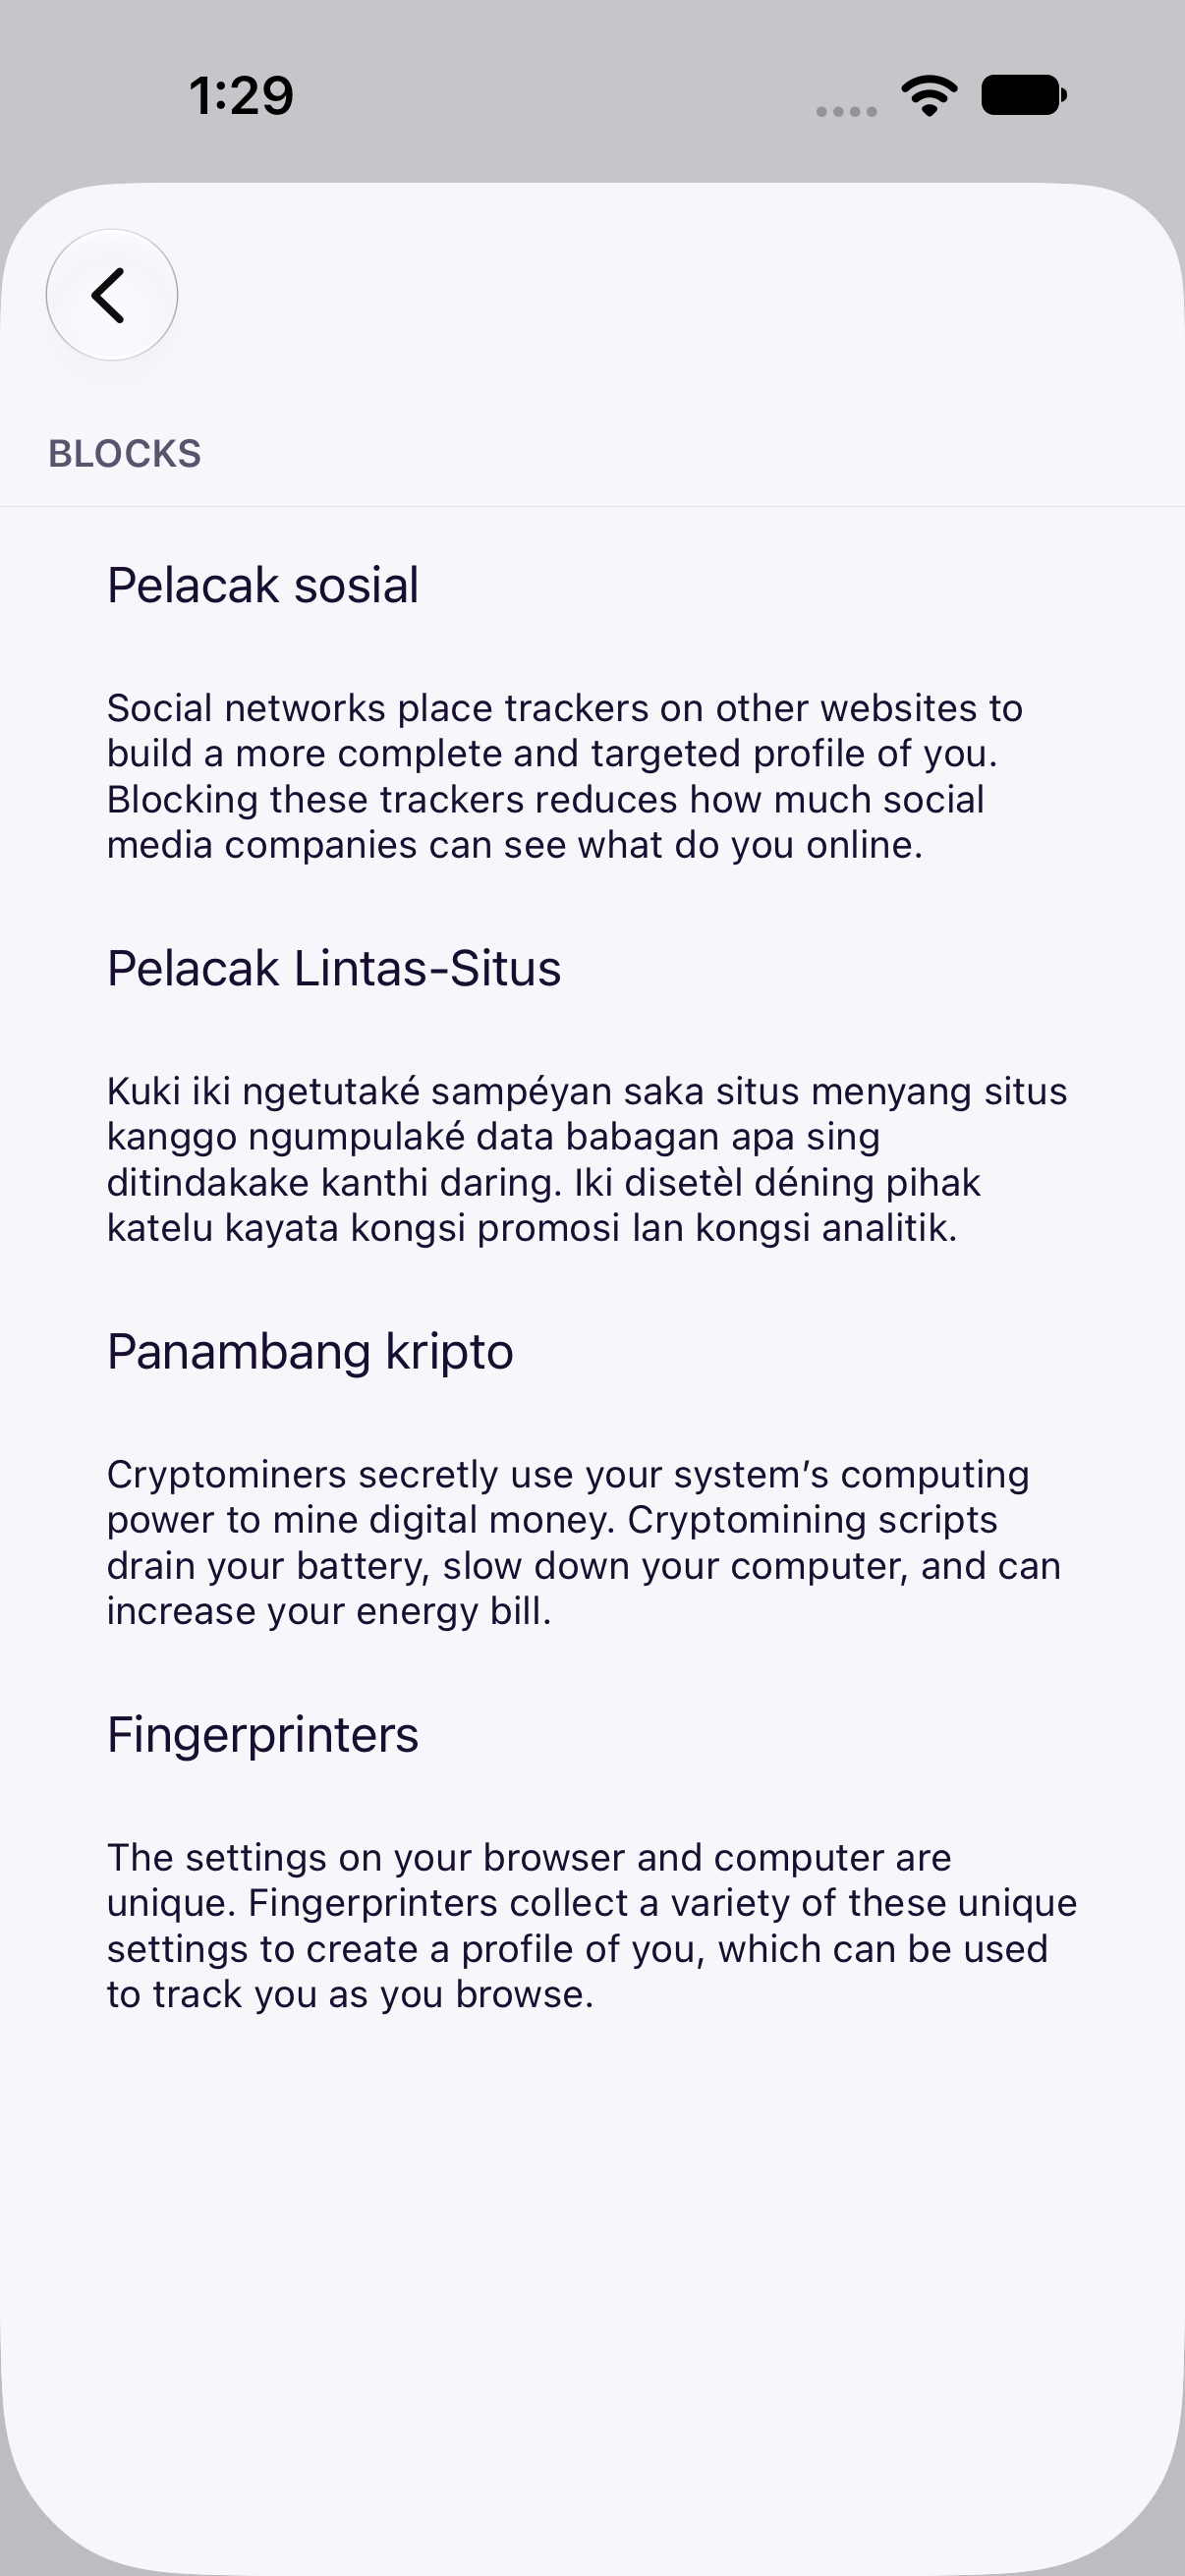 1:29
BLOCKS
Pelacak sosial
Social networks place trackers on other websites to
build a more complete and targeted profile of you.
Blocking these trackers reduces how much social
media companies can see what do you online.
Pelacak Lintas-Situs
Kuki iki ngetutaké sampéyan saka situs menyang situs
kanggo ngumpulaké data babagan apa sing
ditindakake kanthi daring. Iki disetèl déning pihak
katelu kayata kongsi promosi lan kongsi analitik.
Panambang kripto
Cryptominers secretly use your system’s computing
power to mine digital money. Cryptomining scripts
drain your battery, slow down your computer, and can
increase your energy bill.
Fingerprinters
The settings on your browser and computer are
unique. Fingerprinters collect a variety of these unique
settings to create a profile of you, which can be used
to track you as you browse.